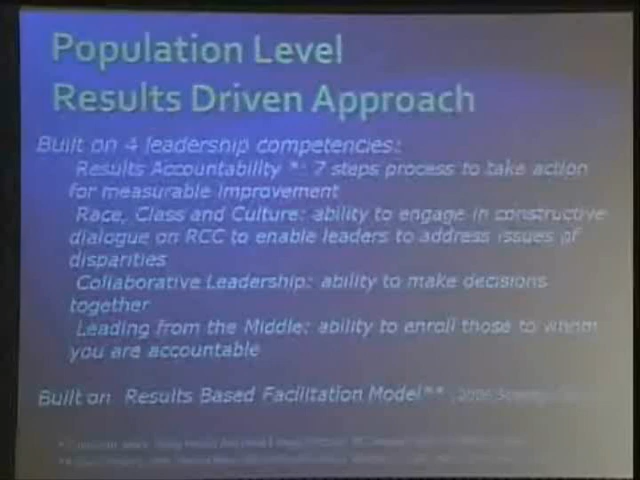 Population Level
Results Driven Approach
Built on 4 leadership competencies:
Results Accountability *: 7 steps process to take action
for measurable improvement
Race, Class and Culture: ability to engage in constructive
dialogue on RCC to enable leaders to address issues of
disparities
Collaborative Leadership: ability to make decisions
together
Leading from the Middle: ability to enroll those to whom
you are accountable
Built on Results Based Facilitation Model**